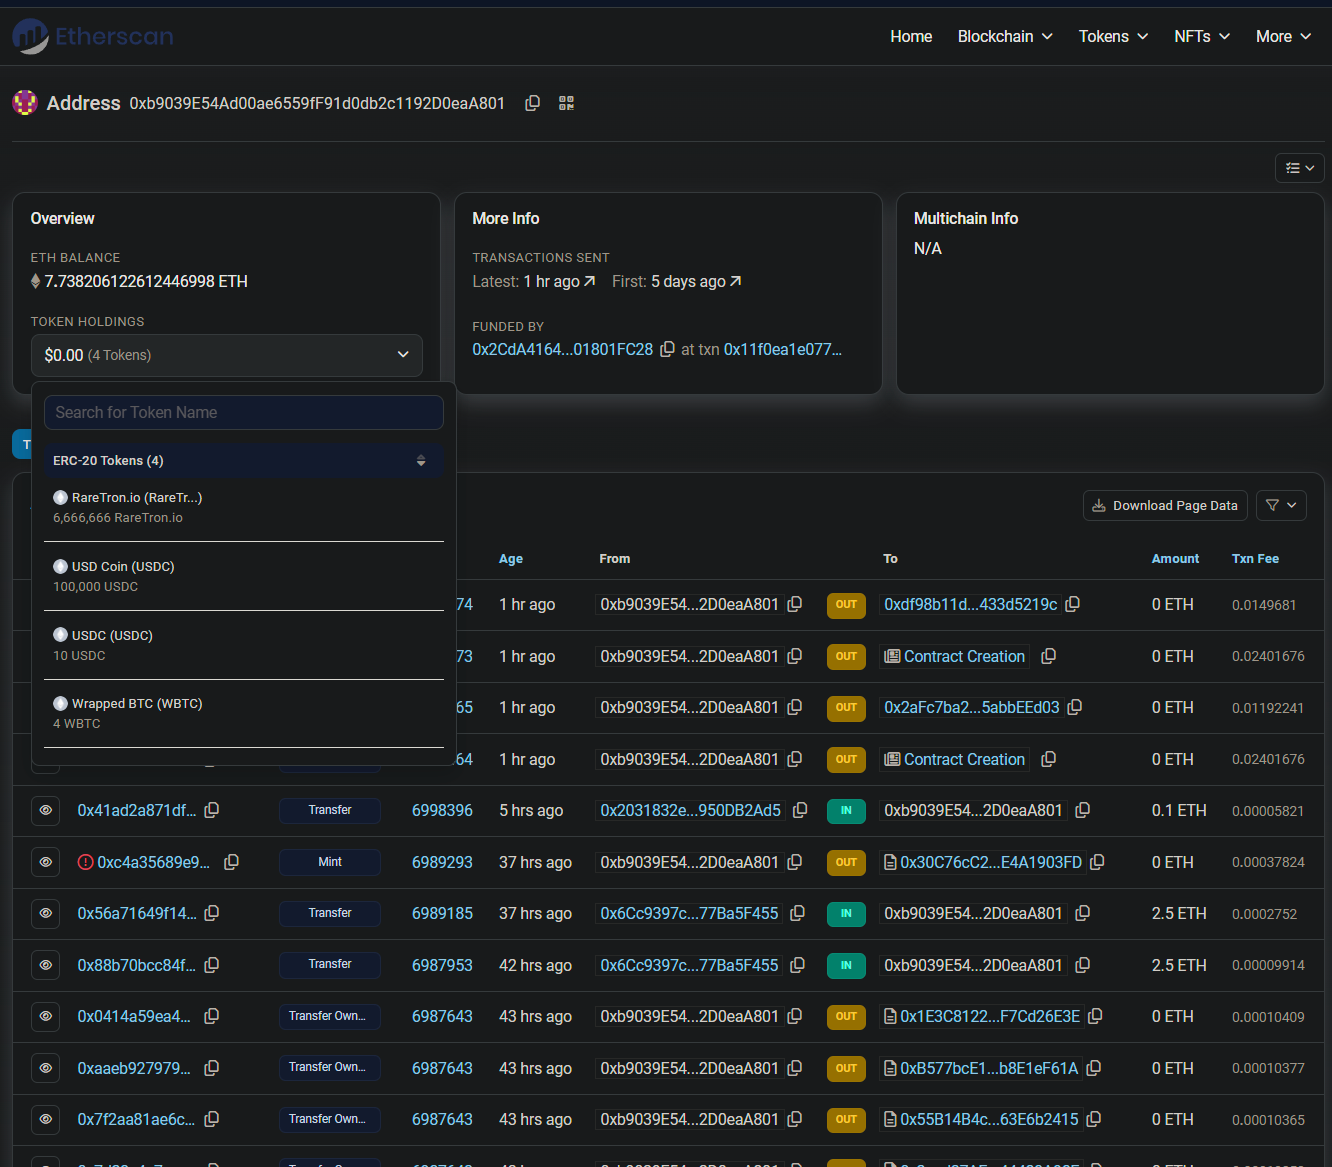 Etherscan
Home Blockchain Tokens NFTs More
Address 0xb9039E54Ad00ae6559fF91d0db2c1192D0eaA801
Overview
ETH BALANCE
7.738206122612446998 ETH
TOKEN HOLDINGS
$0.00 (4 Tokens)
More Info
TRANSACTIONS SENT
Latest: 1 hr ago First: 5 days ago
FUNDED BY
0x2CdA4164...01801FC28 at txn 0x11f0ea1e077...
Multichain Info
N/A
Search for Token Name
ERC-20 Tokens (4)
RareTron.io (RareTr...)
6,666,666 RareTron.io
USD Coin (USDC)
100,000 USDC
USDC (USDC)
10 USDC
Wrapped BTC (WBTC)
4 WBTC
T
Download Page Data
Age From To Amount Txn Fee
74 1 hr ago 0xb9039E54...2D0eaA801 OUT 0xdf98b11d...433d5219c 0 ETH 0.0149681
73 1 hr ago 0xb9039E54...2D0eaA801 OUT Contract Creation 0 ETH 0.02401676
65 1 hr ago 0xb9039E54...2D0eaA801 OUT 0x2aFc7ba2...5abbEEd03 0 ETH 0.01192241
64 1 hr ago 0xb9039E54...2D0eaA801 OUT Contract Creation 0 ETH 0.02401676
0x41ad2a871df... Transfer 6998396 5 hrs ago 0x2031832e...950DB2Ad5 IN 0xb9039E54...2D0eaA801 0.1 ETH 0.00005821
0xc4a35689e9... Mint 6989293 37 hrs ago 0xb9039E54...2D0eaA801 OUT 0x30C76cC2...E4A1903FD 0 ETH 0.00037824
0x56a71649f14... Transfer 6989185 37 hrs ago 0x6Cc9397c...77Ba5F455 IN 0xb9039E54...2D0eaA801 2.5 ETH 0.0002752
0x88b70bcc84f... Transfer 6987953 42 hrs ago 0x6Cc9397c...77Ba5F455 IN 0xb9039E54...2D0eaA801 2.5 ETH 0.00009914
0x0414a59ea4... Transfer Own... 6987643 43 hrs ago 0xb9039E54...2D0eaA801 OUT 0x1E3C8122...F7Cd26E3E 0 ETH 0.00010409
0xaaeb927979... Transfer Own... 6987643 43 hrs ago 0xb9039E54...2D0eaA801 OUT 0xB577bcE1...b8E1eF61A 0 ETH 0.00010377
0x7f2aa81ae6c... Transfer Own... 6987643 43 hrs ago 0xb9039E54...2D0eaA801 OUT 0x55B14B4c...63E6b2415 0 ETH 0.00010365